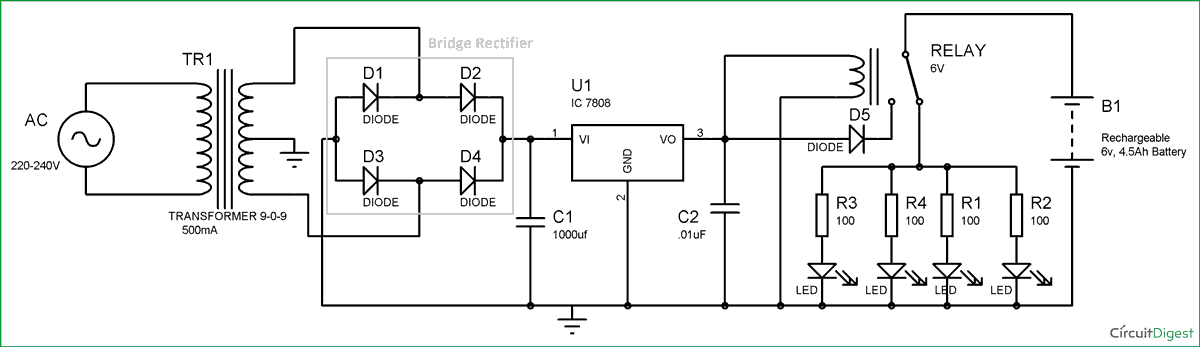 Bridge Rectifier
TR1
AC
220-240V
TRANSFORMER 9-0-9
500mA
D1
DIODE
D2
DIODE
D3
DIODE
D4
DIODE
C1
1000uf
U1
IC 7808
1
VI
VO
3
GND
2
C2
.01uF
D5
DIODE
RELAY
6V
B1
Rechargeable
6v, 4.5Ah Battery
R3
100
R4
100
R1
100
R2
100
LED
LED
LED
LED
CircuitDigest